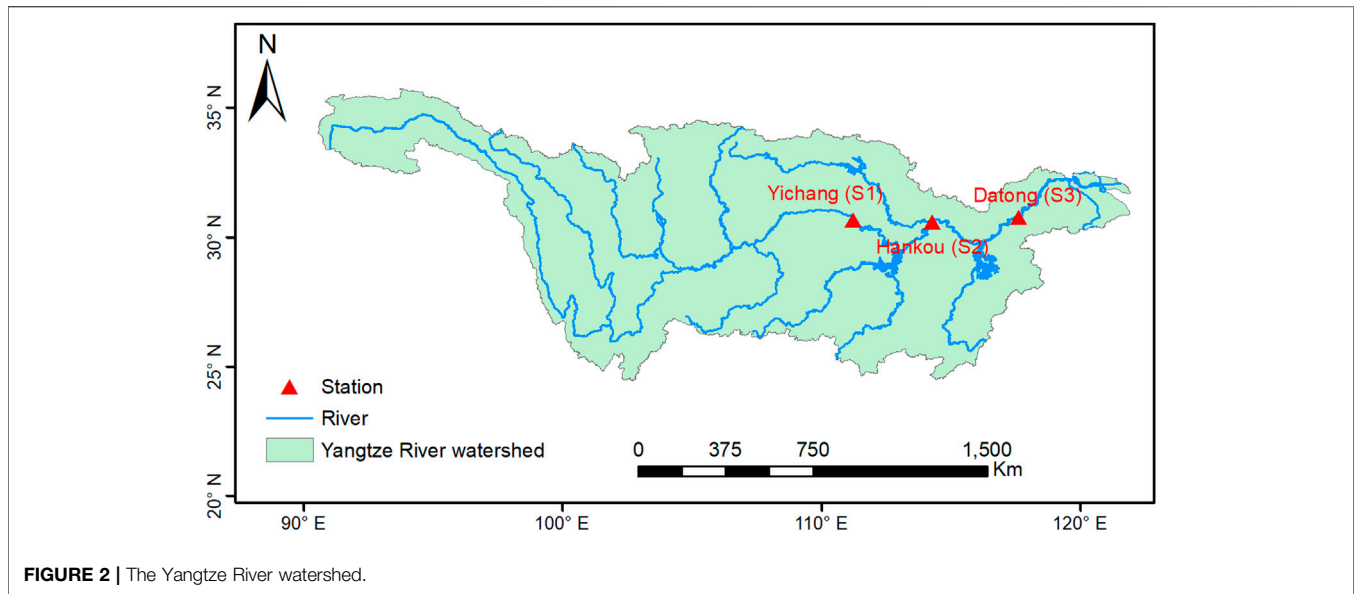 N
35° N
30° N
25° N
20° N
Yichang (S1)
Datong (S3)
Hankou (S2)
Station
River
Yangtze River watershed
0 375 750 1,500
Km
90° E 100° E 110° E 120° E
FIGURE 2 | The Yangtze River watershed.